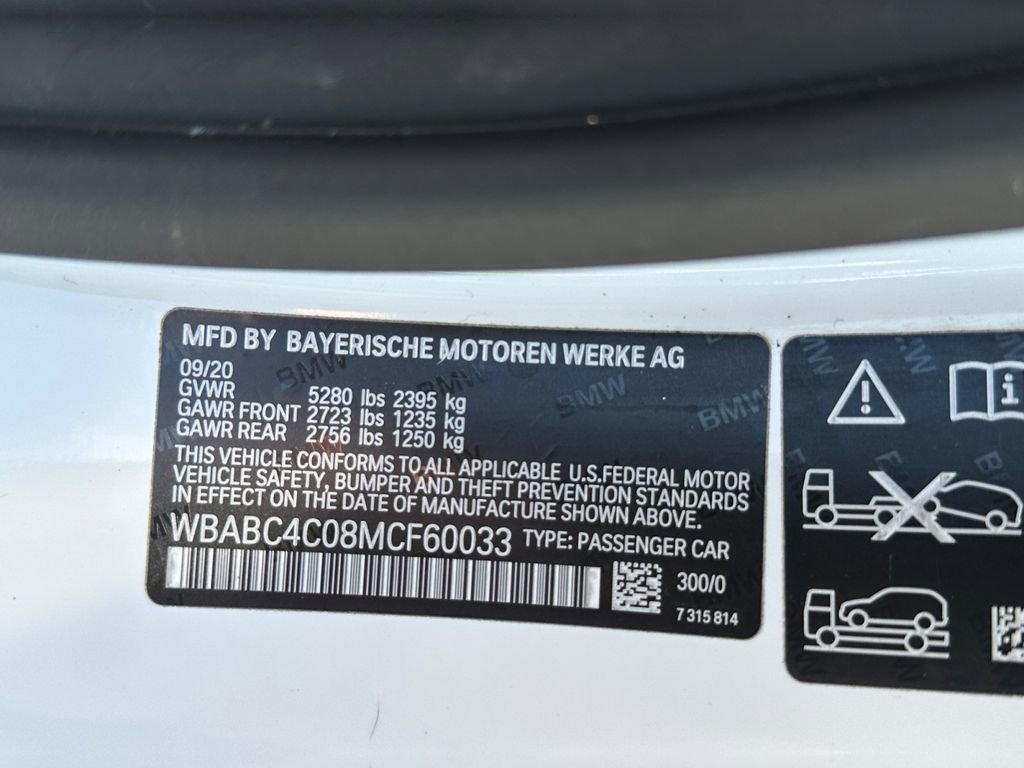 MFD BY BAYERISCHE MOTOREN WERKE AG
09/20
GVWR 5280 lbs 2395 kg
GAWR FRONT 2723 lbs 1235 kg
GAWR REAR 2756 lbs 1250 kg
THIS VEHICLE CONFORMS TO ALL APPLICABLE U.S.FEDERAL MOTOR
VEHICLE SAFETY, BUMPER AND THEFT PREVENTION STANDARDS
IN EFFECT ON THE DATE OF MANUFACTURE SHOWN ABOVE.
WBABC4C08MCF60033 TYPE: PASSENGER CAR
300/0
7 315 814